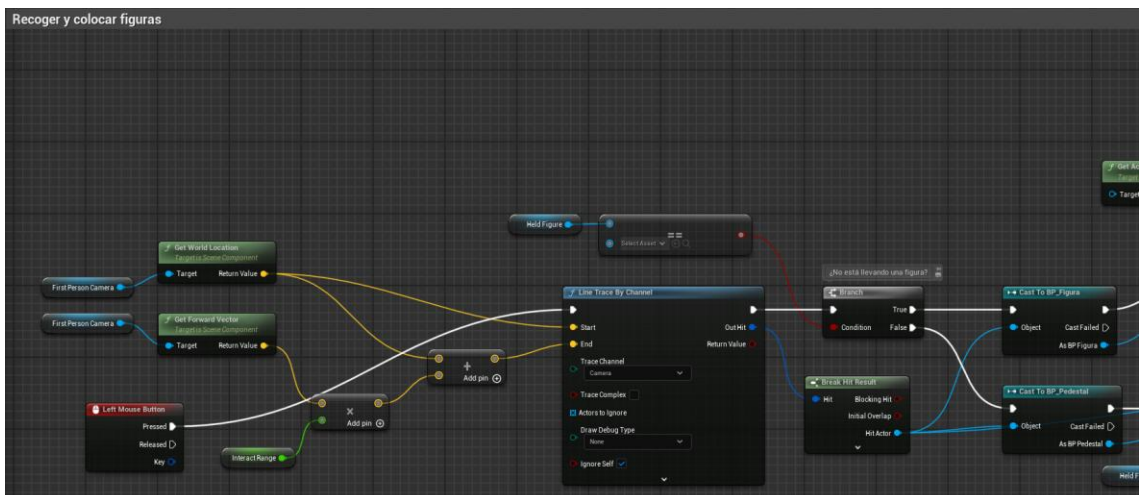 Recoger y colocar figuras
Get World Location
Target is Scene Component
Target
Return Value
First Person Camera
Get Forward Vector
Target is Scene Component
First Person Camera
Target
Return Value
Left Mouse Button
Pressed
Released
Key
Interact Range
×
Add pin
+
Add pin
Held Figure
==
Select Asset
Line Trace By Channel
Start
Out Hit
End
Return Value
Trace Channel
Camera
Trace Complex
Actors to Ignore
Draw Debug Type
None
Ignore Self
¿No está llevando una figura?
Branch
True
Condition
False
Break Hit Result
Hit
Blocking Hit
Initial Overlap
Hit Actor
Cast To BP_Figura
Object
Cast Failed
As BP Figura
Cast To BP_Pedestal
Object
Cast Failed
As BP Pedestal
Get Ac
Target
Target
Held F